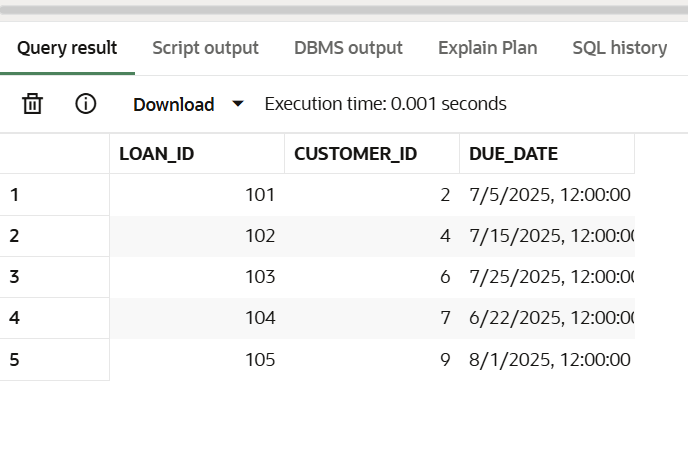 Query result Script output DBMS output Explain Plan SQL history
Download Execution time: 0.001 seconds
LOAN_ID CUSTOMER_ID DUE_DATE
1 101 2 7/5/2025, 12:00:00
2 102 4 7/15/2025, 12:00:00
3 103 6 7/25/2025, 12:00:00
4 104 7 6/22/2025, 12:00:00
5 105 9 8/1/2025, 12:00:00